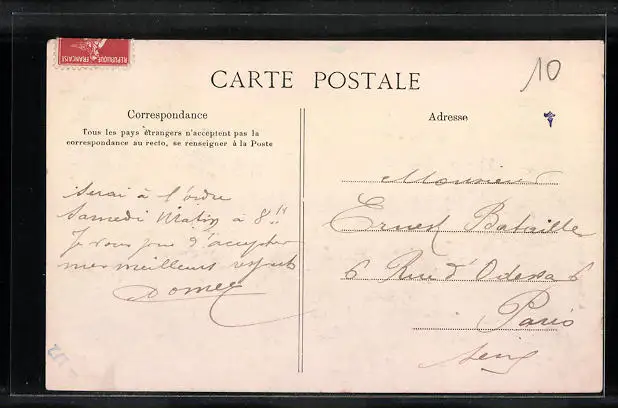 REPUBLIQUE FRANÇAISE
CARTE POSTALE
10
Correspondance
Tous les pays étrangers n'acceptent pas la
correspondance au recto, se renseigner à la Poste
Adresse
Serai à l'ordre
Samedi Matin à 8 h
Je vous prie d'accepter
mes meilleurs respects
Domec
Monsieur
Ernest Bataille
6 Rue d'Odessa 6
Paris
Seine